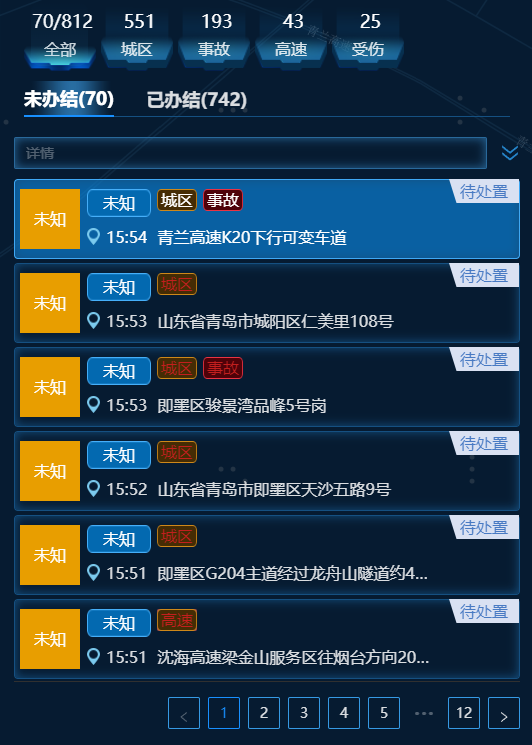 70/812 551 193 43 25
全部 城区 事故 高速 受伤
未办结(70) 已办结(742)
详情
待处置
未知 未知 城区 事故
15:54 青兰高速K20下行可变车道
待处置
未知 未知 城区
15:53 山东省青岛市城阳区仁美里108号
待处置
未知 未知 城区 事故
15:53 即墨区骏景湾品峰5号岗
待处置
未知 未知 城区
15:52 山东省青岛市即墨区天沙五路9号
待处置
未知 未知 城区
15:51 即墨区G204主道经过龙舟山隧道约4...
待处置
未知 未知 高速
15:51 沈海高速梁金山服务区往烟台方向20...
< 1 2 3 4 5 ••• 12 >